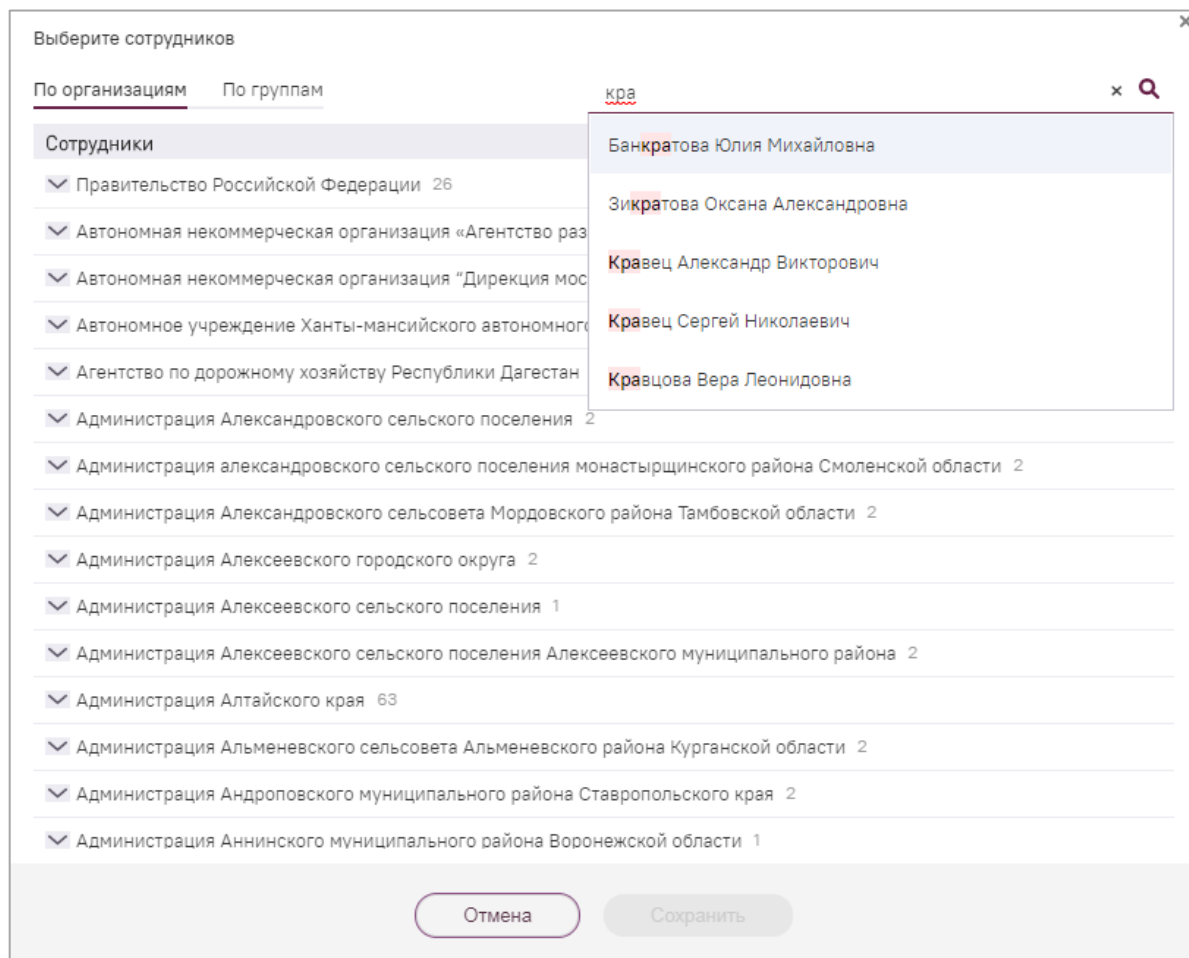 Выберите сотрудников
По организациям По группам
кра
Сотрудники
Банкратова Юлия Михайловна
Зикратова Оксана Александровна
Кравец Александр Викторович
Кравец Сергей Николаевич
Кравцова Вера Леонидовна
Правительство Российской Федерации 26
Автономная некоммерческая организация «Агентство раз
Автономная некоммерческая организация “Дирекция мос
Автономное учреждение Ханты-мансийского автономного
Агентство по дорожному хозяйству Республики Дагестан
Администрация Александровского сельского поселения 2
Администрация александровского сельского поселения монастырщинского района Смоленской области 2
Администрация Александровского сельсовета Мордовского района Тамбовской области 2
Администрация Алексеевского городского округа 2
Администрация Алексеевского сельского поселения 1
Администрация Алексеевского сельского поселения Алексеевского муниципального района 2
Администрация Алтайского края 63
Администрация Альменевского сельсовета Альменевского района Курганской области 2
Администрация Андроповского муниципального района Ставропольского края 2
Администрация Аннинского муниципального района Воронежской области 1
Отмена Сохранить